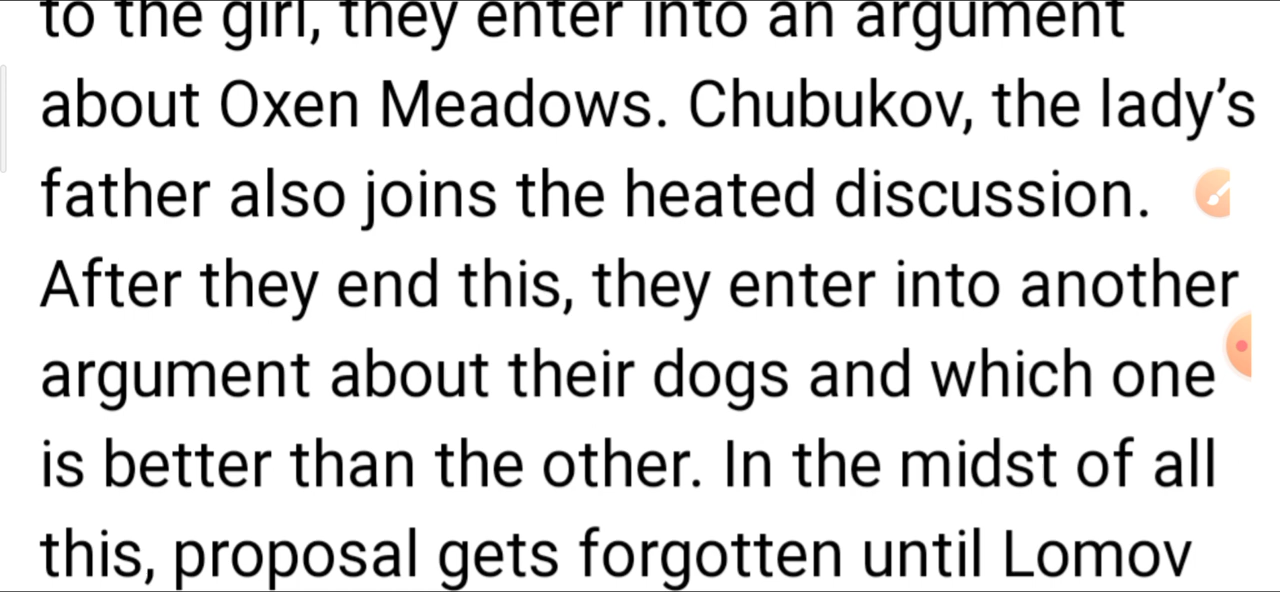 to the girl, they enter into an argument
about Oxen Meadows. Chubukov, the lady’s
father also joins the heated discussion.
After they end this, they enter into another
argument about their dogs and which one
is better than the other. In the midst of all
this, proposal gets forgotten until Lomov